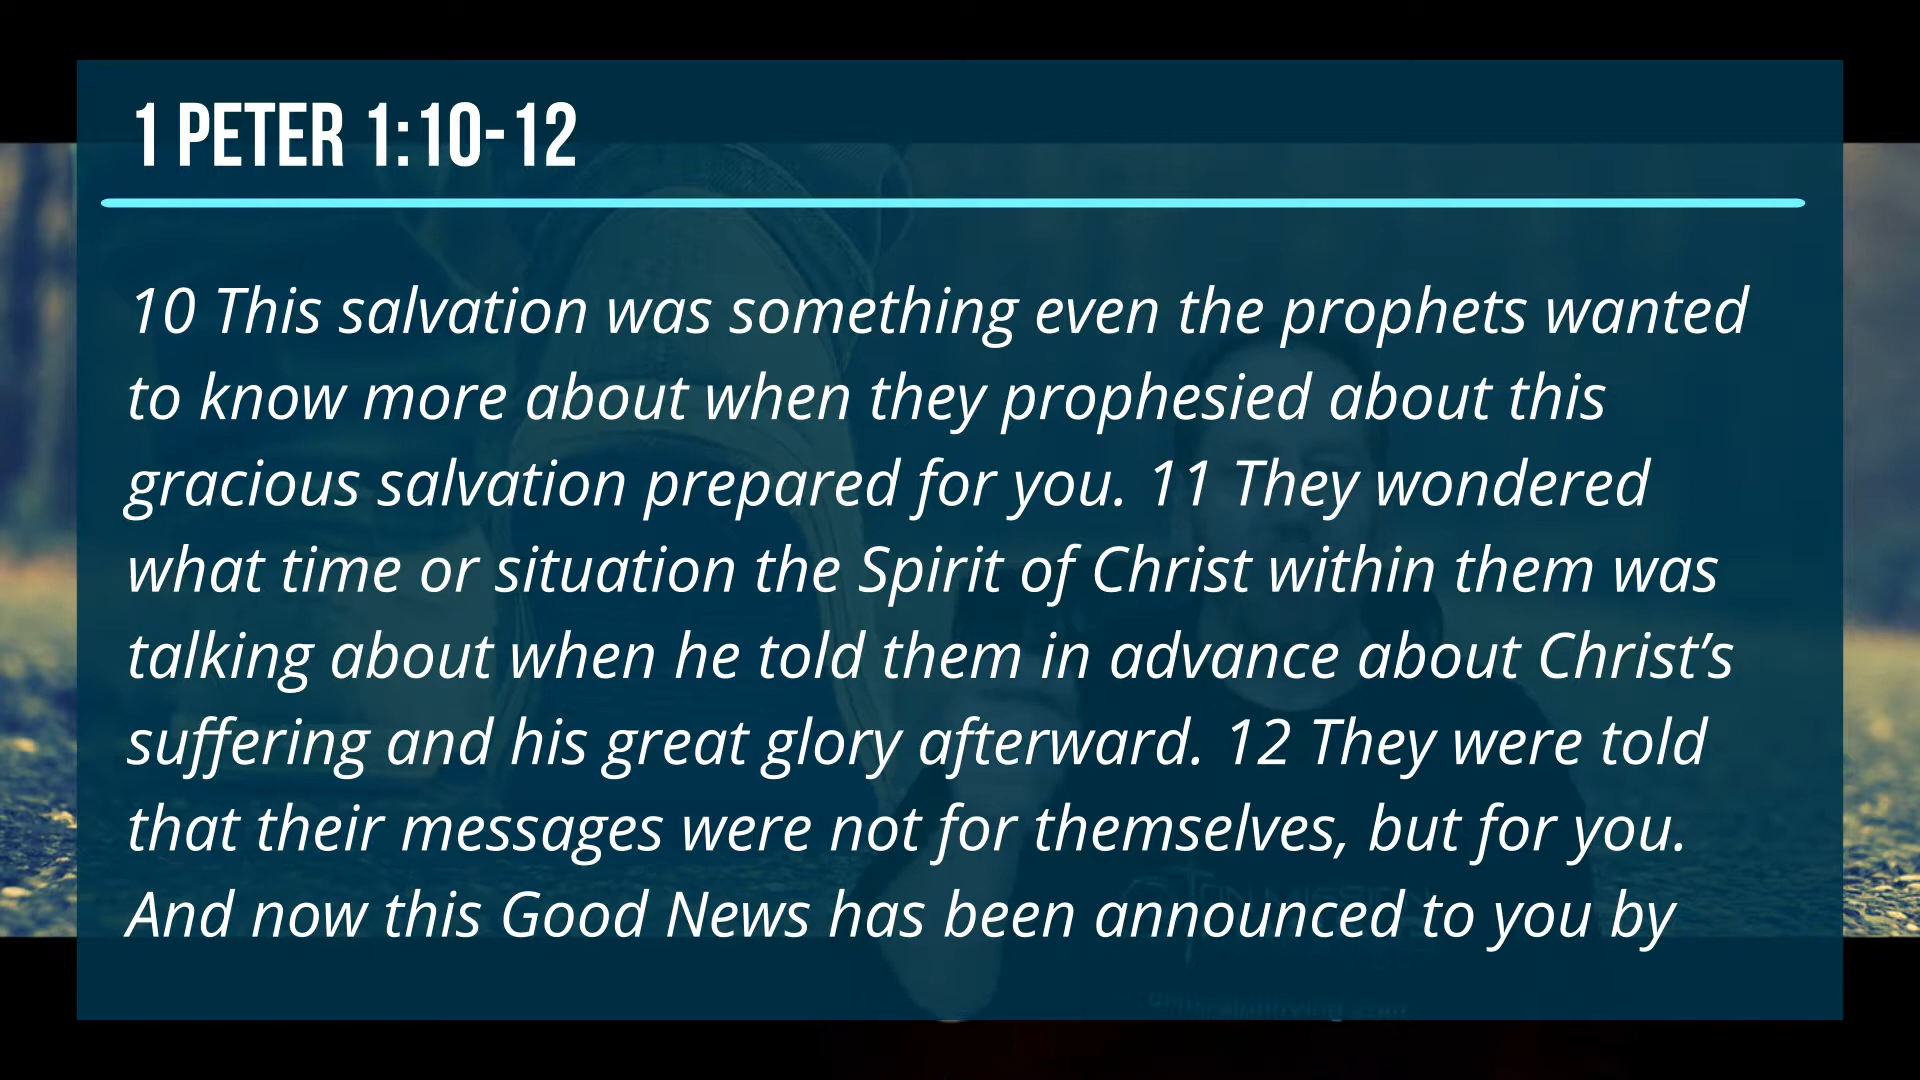 1 PETER 1:10-12
10 This salvation was something even the prophets wanted
to know more about when they prophesied about this
gracious salvation prepared for you. 11 They wondered
what time or situation the Spirit of Christ within them was
talking about when he told them in advance about Christ’s
suffering and his great glory afterward. 12 They were told
that their messages were not for themselves, but for you.
And now this Good News has been announced to you by
ON MISSION